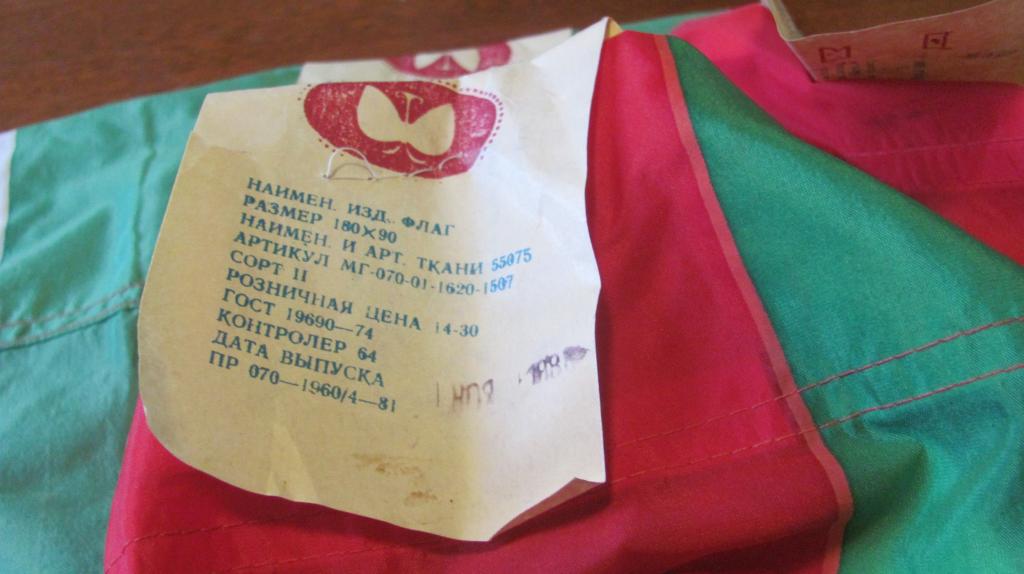 НАИМЕН. ИЗД. ФЛАГ
РАЗМЕР 180×90
НАИМЕН. И АРТ. ТКАНИ 55075
АРТИКУЛ МГ-070-01-1620-1507
СОРТ II
РОЗНИЧНАЯ ЦЕНА 14-30
ГОСТ 19690—74
КОНТРОЛЕР 64
ДАТА ВЫПУСКА
ПР 070—1960/4—81